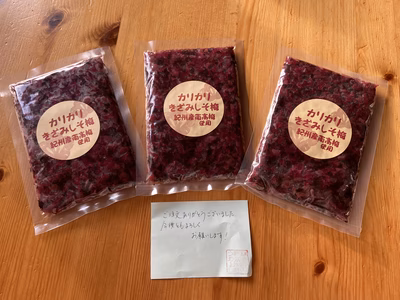 カリカリ
きざみしそ梅
紀州産南高梅
使用
カリカリ
きざみしそ梅
紀州産南高梅
使用
カリカリ
きざみしそ梅
紀州産南高梅
使用
ご注文ありがとうございました
今後ともよろしく
お願いします!